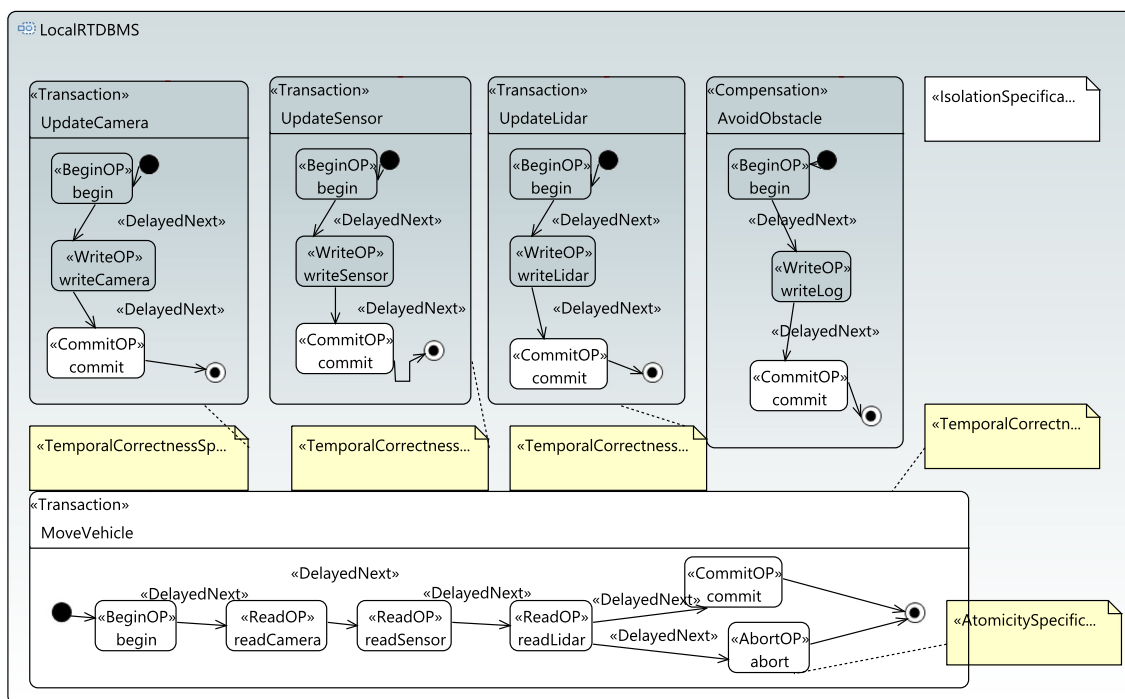 LocalRTDBMS
«Transaction»
UpdateCamera
«BeginOP»
begin
«DelayedNext»
«WriteOP»
writeCamera
«DelayedNext»
«CommitOP»
commit
«Transaction»
UpdateSensor
«BeginOP»
begin
«DelayedNext»
«WriteOP»
writeSensor
«DelayedNext»
«CommitOP»
commit
«Transaction»
UpdateLidar
«BeginOP»
begin
«DelayedNext»
«WriteOP»
writeLidar
«DelayedNext»
«CommitOP»
commit
«Compensation»
AvoidObstacle
«BeginOP»
begin
«DelayedNext»
«WriteOP»
writeLog
«DelayedNext»
«CommitOP»
commit
«IsolationSpecifica...
«TemporalCorrectnessSp...
«TemporalCorrectness...
«TemporalCorrectness...
«TemporalCorrectn...
«Transaction»
MoveVehicle
«BeginOP»
begin
«DelayedNext»
«ReadOP»
readCamera
«DelayedNext»
«ReadOP»
readSensor
«DelayedNext»
«ReadOP»
readLidar
«DelayedNext»
«CommitOP»
commit
«DelayedNext»
«AbortOP»
abort
«AtomicitySpecific...